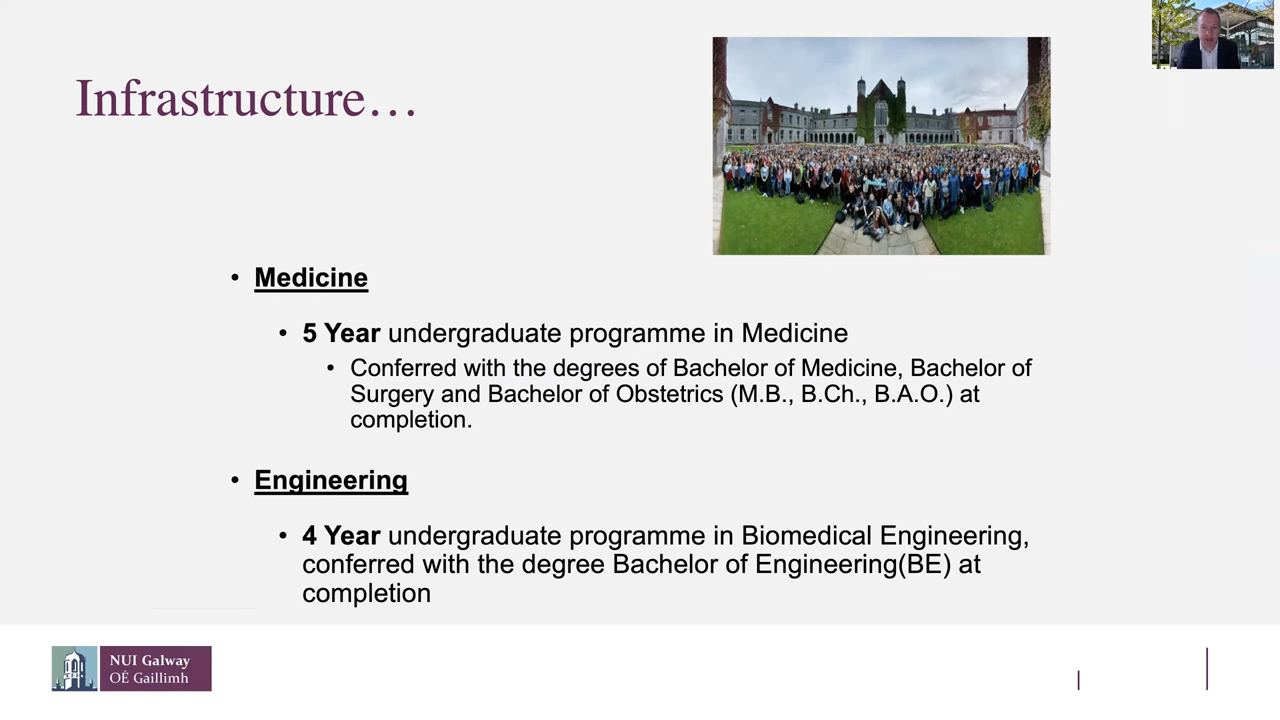 Infrastructure…
• Medicine
• 5 Year undergraduate programme in Medicine
• Conferred with the degrees of Bachelor of Medicine, Bachelor of
Surgery and Bachelor of Obstetrics (M.B., B.Ch., B.A.O.) at
completion.
• Engineering
• 4 Year undergraduate programme in Biomedical Engineering,
conferred with the degree Bachelor of Engineering(BE) at
completion
NUI Galway
OÉ Gaillimh